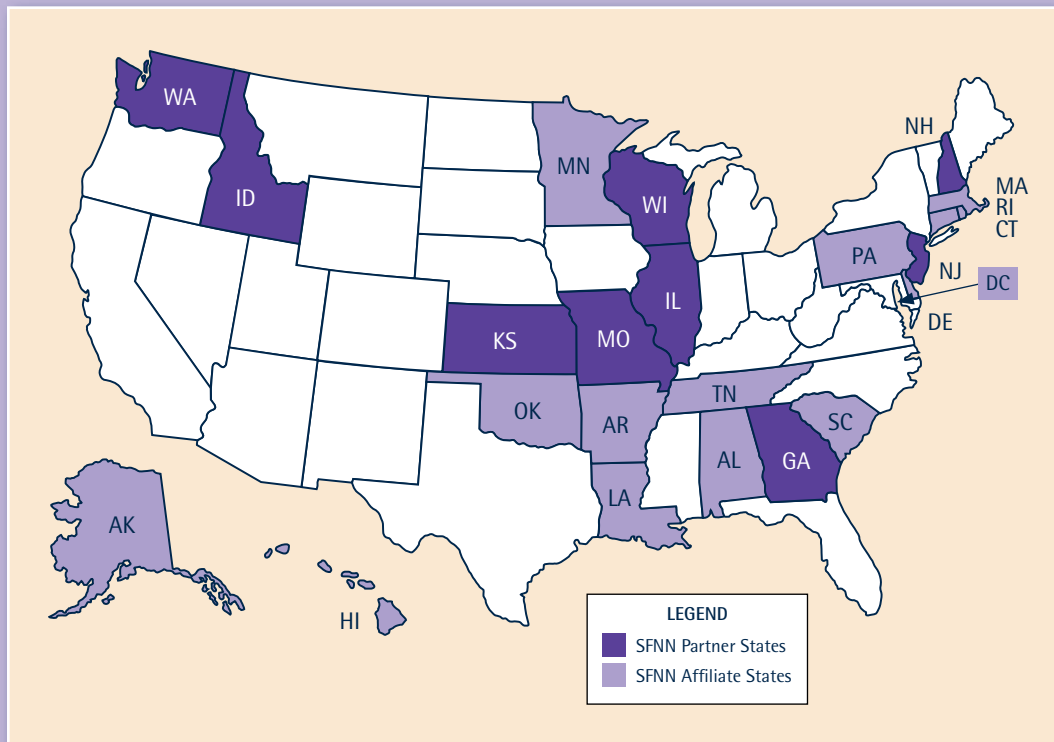 WA
NH
MN
MA
ID
WI
RI
CT
PA
NJ
DC
IL
DE
KS
MO
TN
OK
AR
SC
AL
GA
LA
AK
HI
LEGEND
SFNN Partner States
SFNN Affiliate States